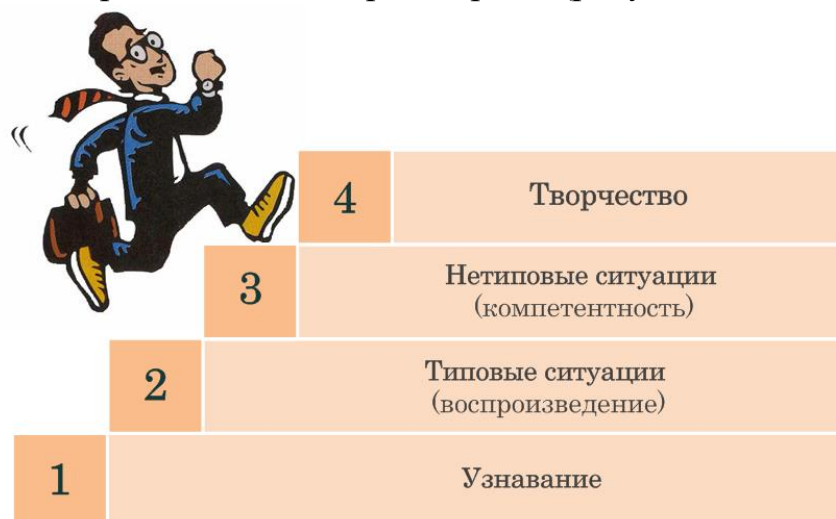 4
Творчество
3
Нетиповые ситуации
(компетентность)
2
Типовые ситуации
(воспроизведение)
1
Узнавание